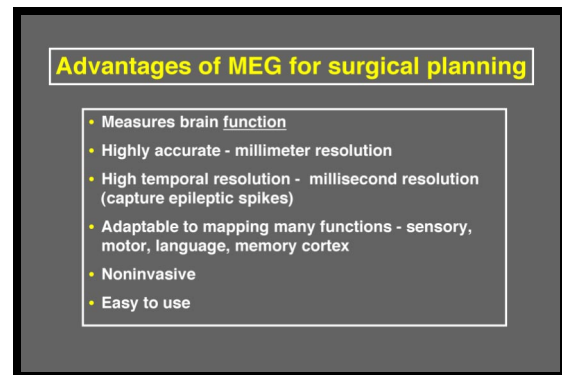 Advantages of MEG for surgical planning
• Measures brain function
• Highly accurate - millimeter resolution
• High temporal resolution - millisecond resolution
(capture epileptic spikes)
• Adaptable to mapping many functions - sensory,
motor, language, memory cortex
• Noninvasive
• Easy to use